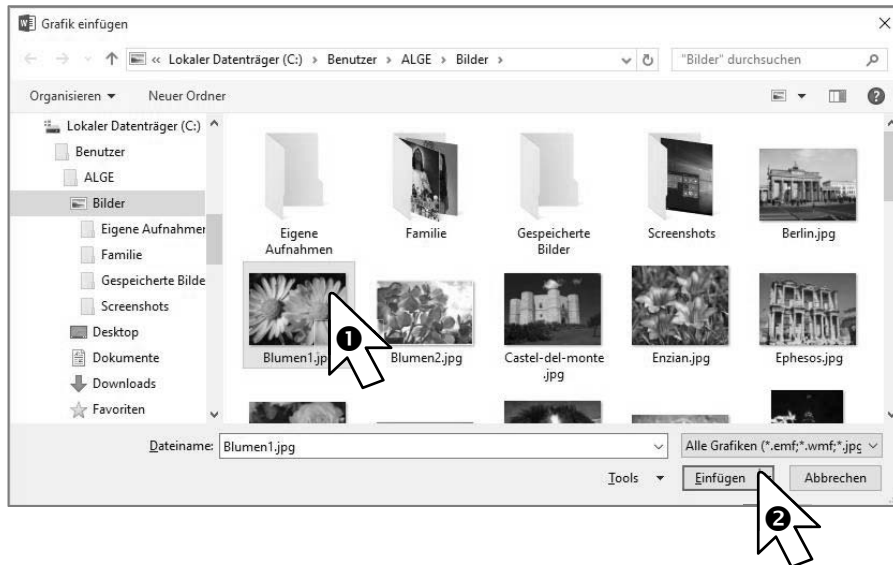 Grafik einfügen
« Lokaler Datenträger (C:) › Benutzer › ALGE › Bilder ›
"Bilder" durchsuchen
Organisieren
Neuer Ordner
Lokaler Datenträger (C:)
Benutzer
ALGE
Bilder
Eigene Aufnahmer
Familie
Gespeicherte Bilde
Screenshots
Desktop
Dokumente
Downloads
Favoriten
Eigene
Aufnahmen
Familie
Gespeicherte
Bilder
Screenshots
Berlin.jpg
Blumen1.jp
Blumen2.jpg
Castel-del-monte
.jpg
Enzian.jpg
Ephesos.jpg
❶
Dateiname: Blumen1.jpg
Alle Grafiken (*.emf;*.wmf;*.jpg
Tools
Einfügen
Abbrechen
❷